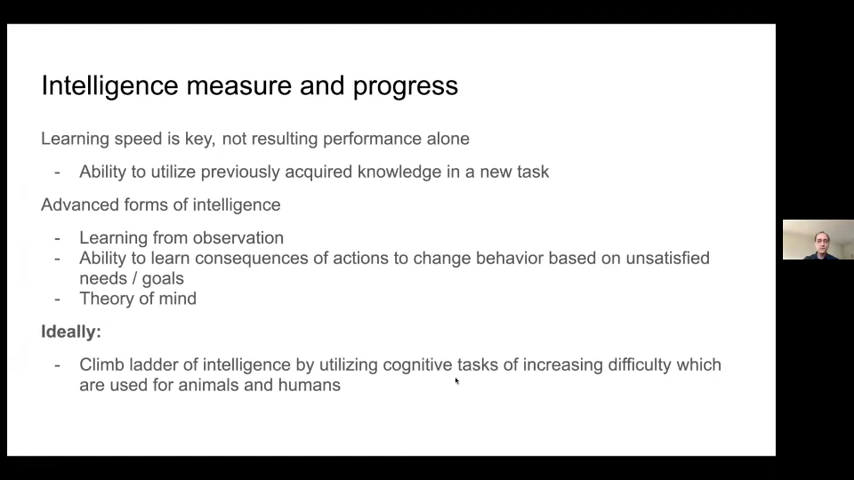 Intelligence measure and progress
Learning speed is key, not resulting performance alone
- Ability to utilize previously acquired knowledge in a new task
Advanced forms of intelligence
- Learning from observation
- Ability to learn consequences of actions to change behavior based on unsatisfied
needs / goals
- Theory of mind
Ideally:
- Climb ladder of intelligence by utilizing cognitive tasks of increasing difficulty which
are used for animals and humans